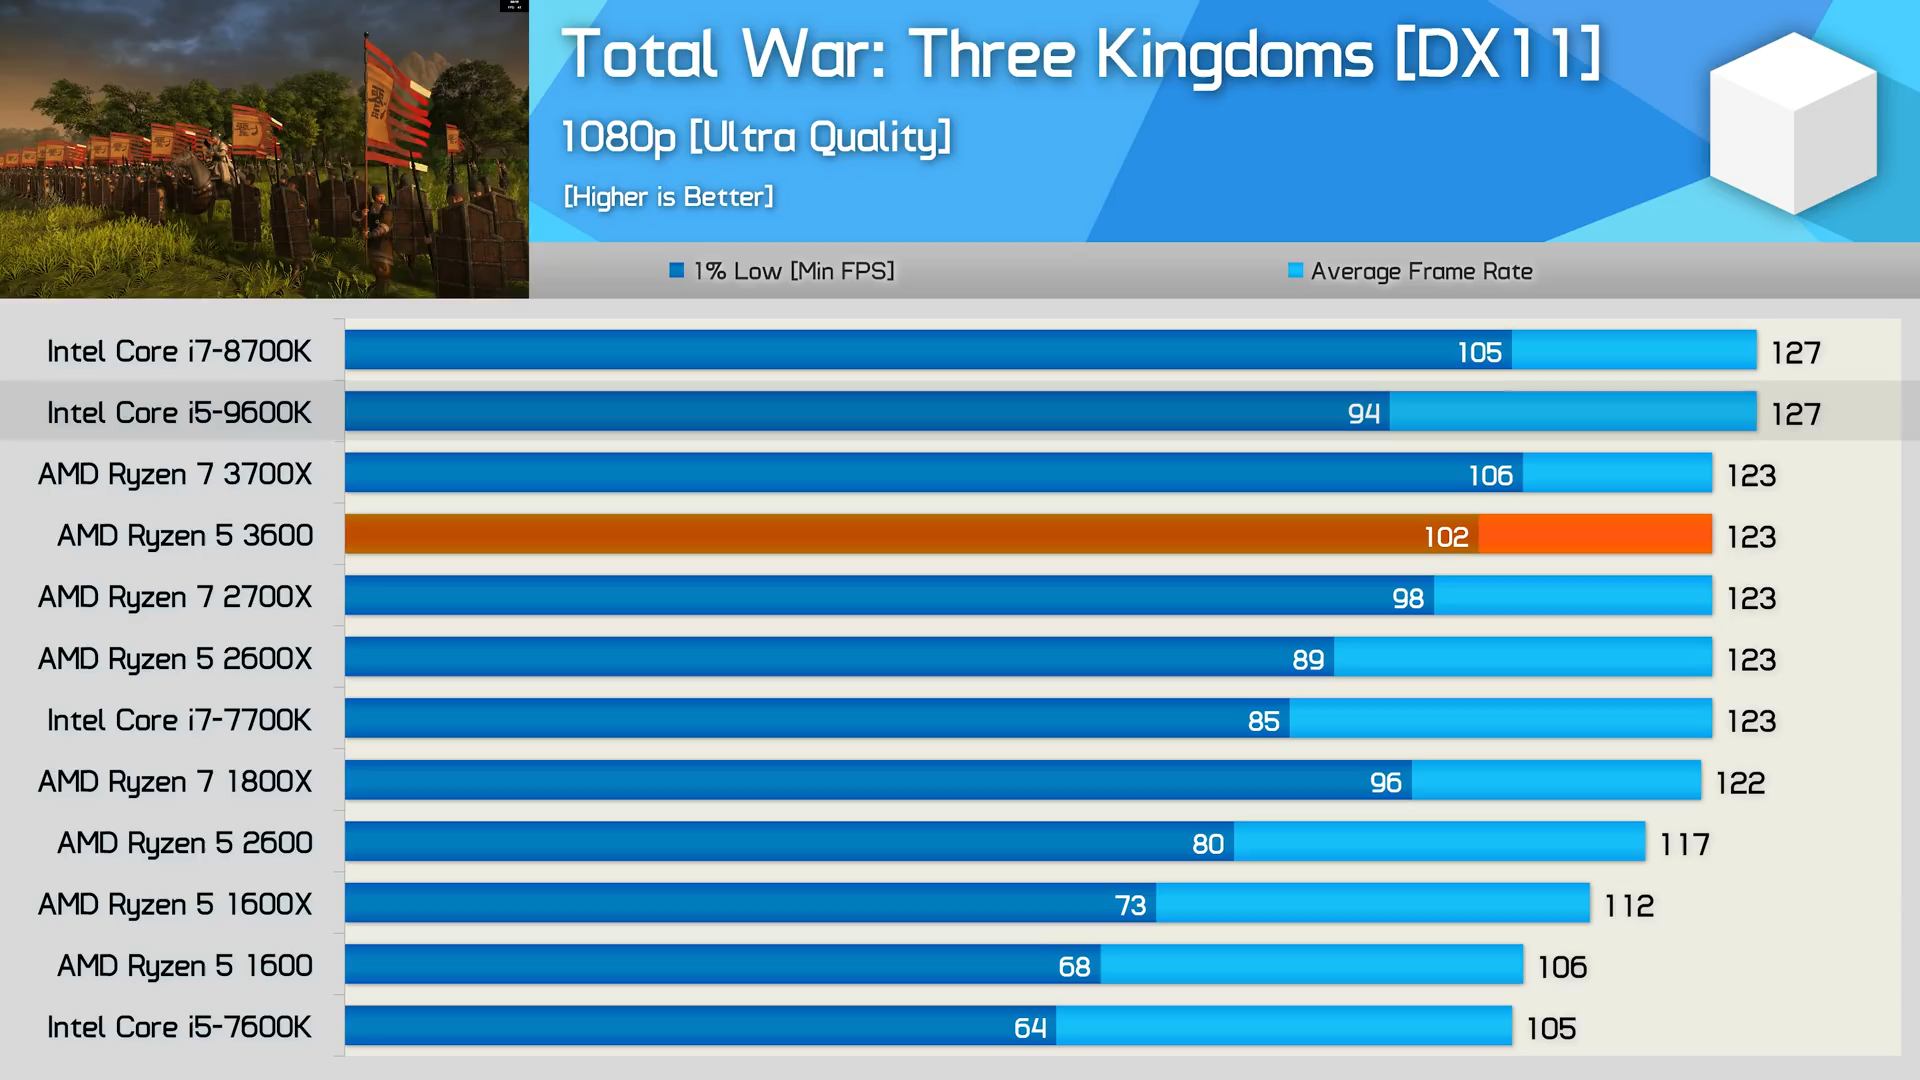 Total War: Three Kingdoms [DX11]
1080p [Ultra Quality]
[Higher is Better]
1% Low [Min FPS] Average Frame Rate
Intel Core i7-8700K 105 127
Intel Core i5-9600K 94 127
AMD Ryzen 7 3700X 106 123
AMD Ryzen 5 3600 102 123
AMD Ryzen 7 2700X 98 123
AMD Ryzen 5 2600X 89 123
Intel Core i7-7700K 85 123
AMD Ryzen 7 1800X 96 122
AMD Ryzen 5 2600 80 117
AMD Ryzen 5 1600X 73 112
AMD Ryzen 5 1600 68 106
Intel Core i5-7600K 64 105